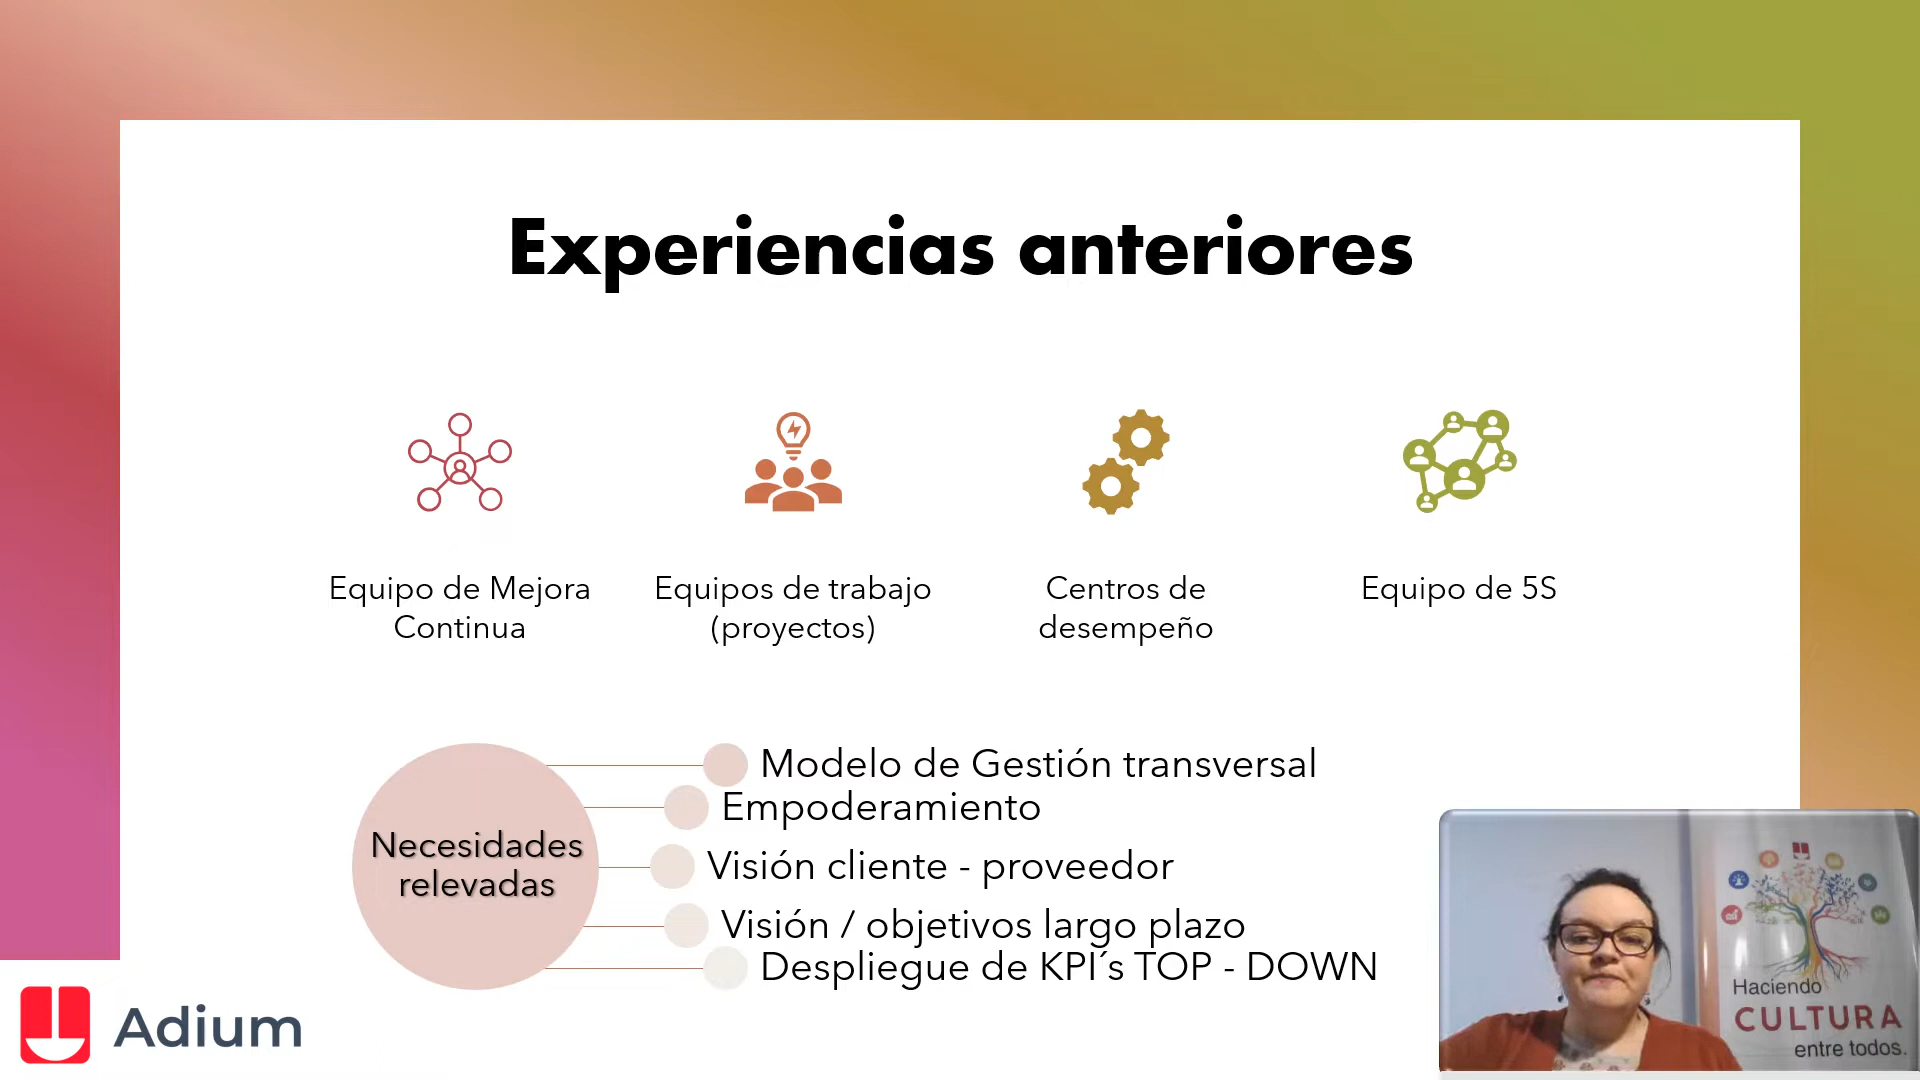 Experiencias anteriores
Equipo de Mejora
Continua
Equipos de trabajo
(proyectos)
Centros de
desempeño
Equipo de 5S
Necesidades
relevadas
Modelo de Gestión transversal
Empoderamiento
Visión cliente - proveedor
Visión / objetivos largo plazo
Despliegue de KPI´s TOP - DOWN
Adium
Haciendo
CULTURA
entre todos.